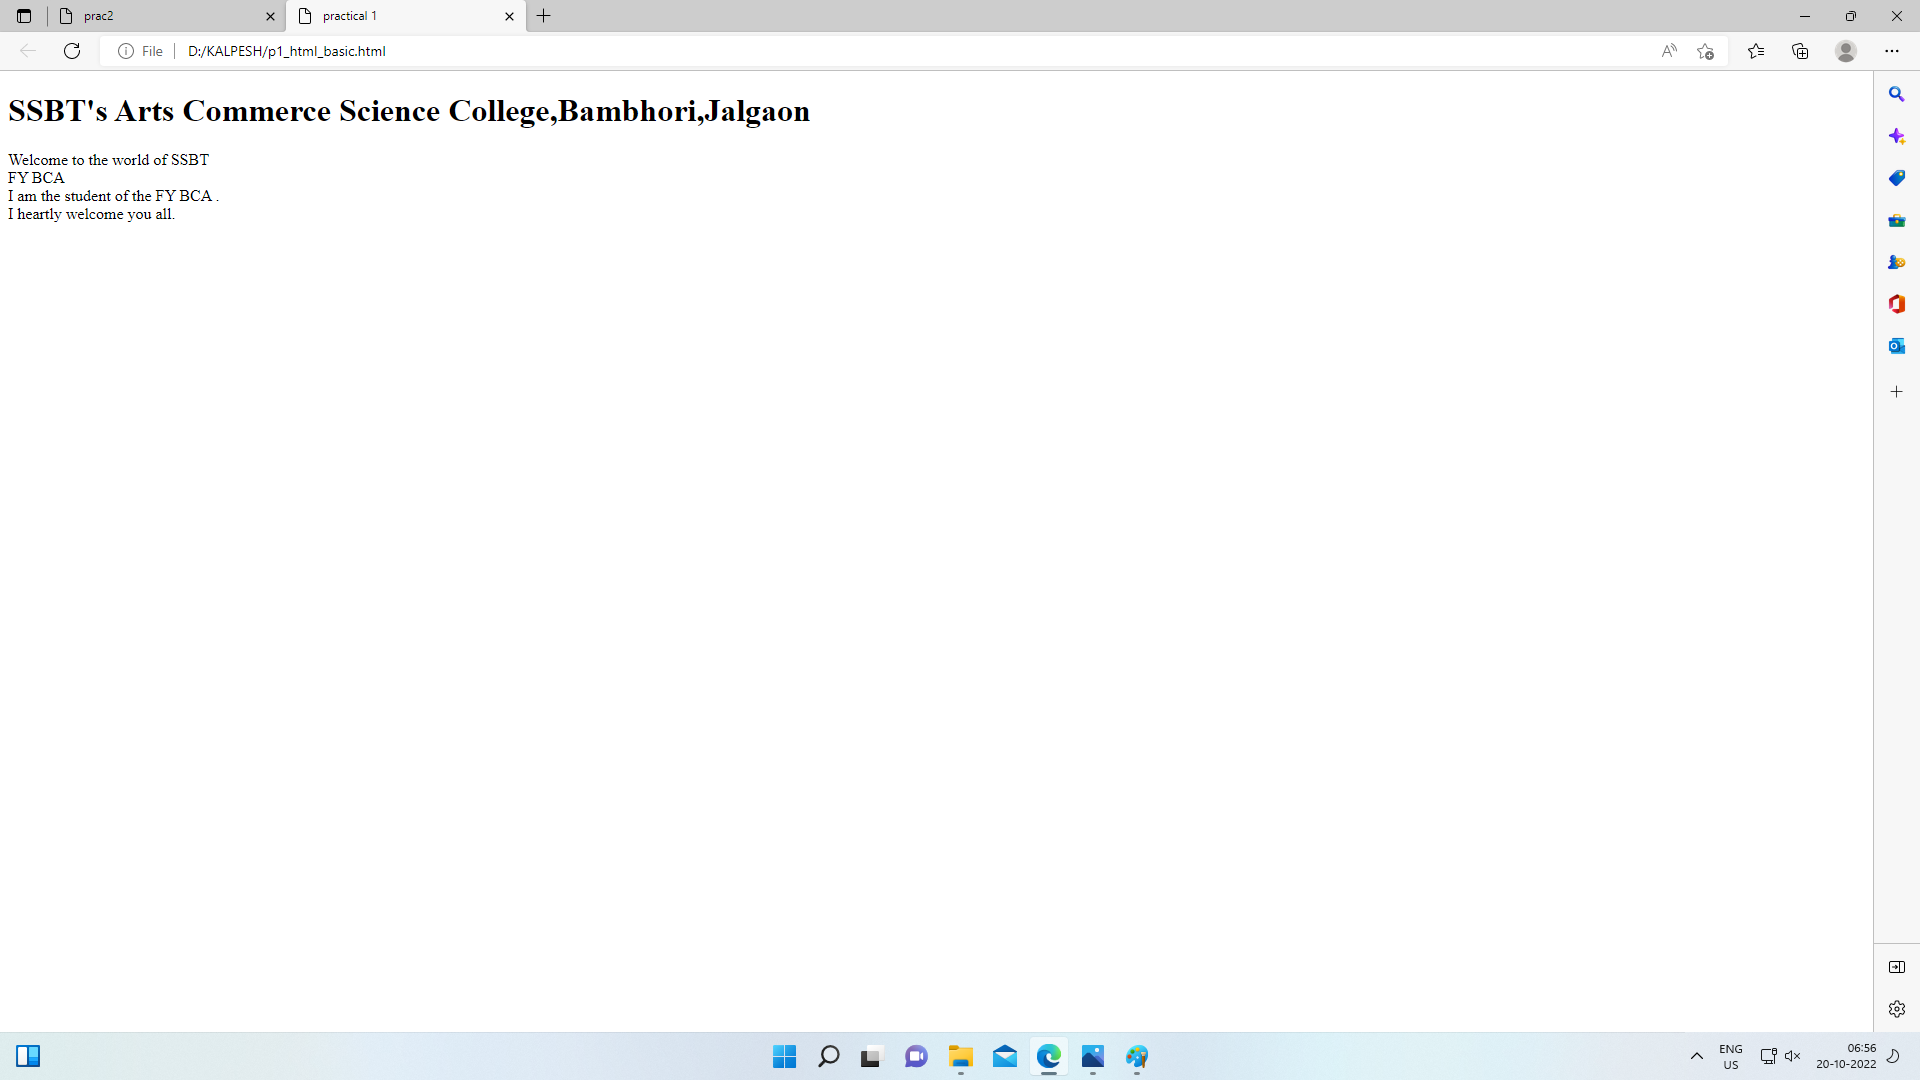 prac2
practical 1
File
D:/KALPESH/p1_html_basic.html
SSBT's Arts Commerce Science College,Bambhori,Jalgaon
Welcome to the world of SSBT
FY BCA
I am the student of the FY BCA .
I heartly welcome you all.
ENG
US
06:56
20-10-2022